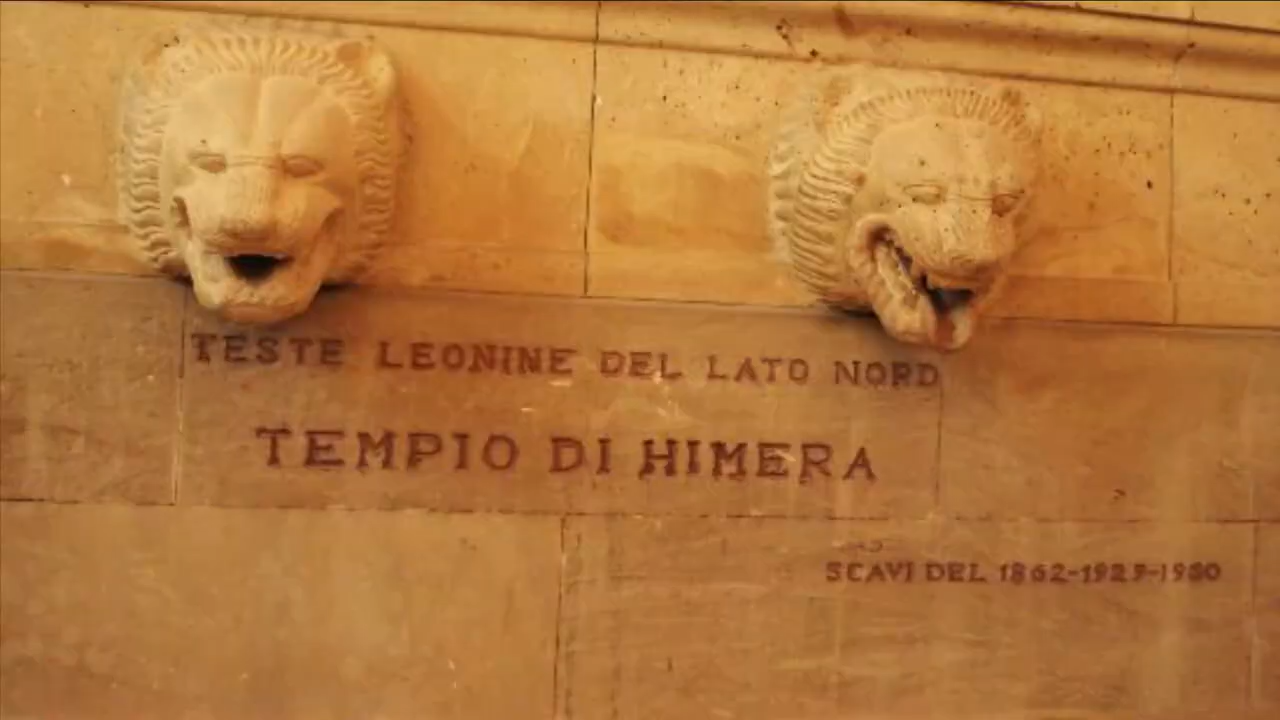 TESTE LEONINE DEL LATO NORD
TEMPIO DI HIMERA
SCAVI DEL 1862-1929-1930